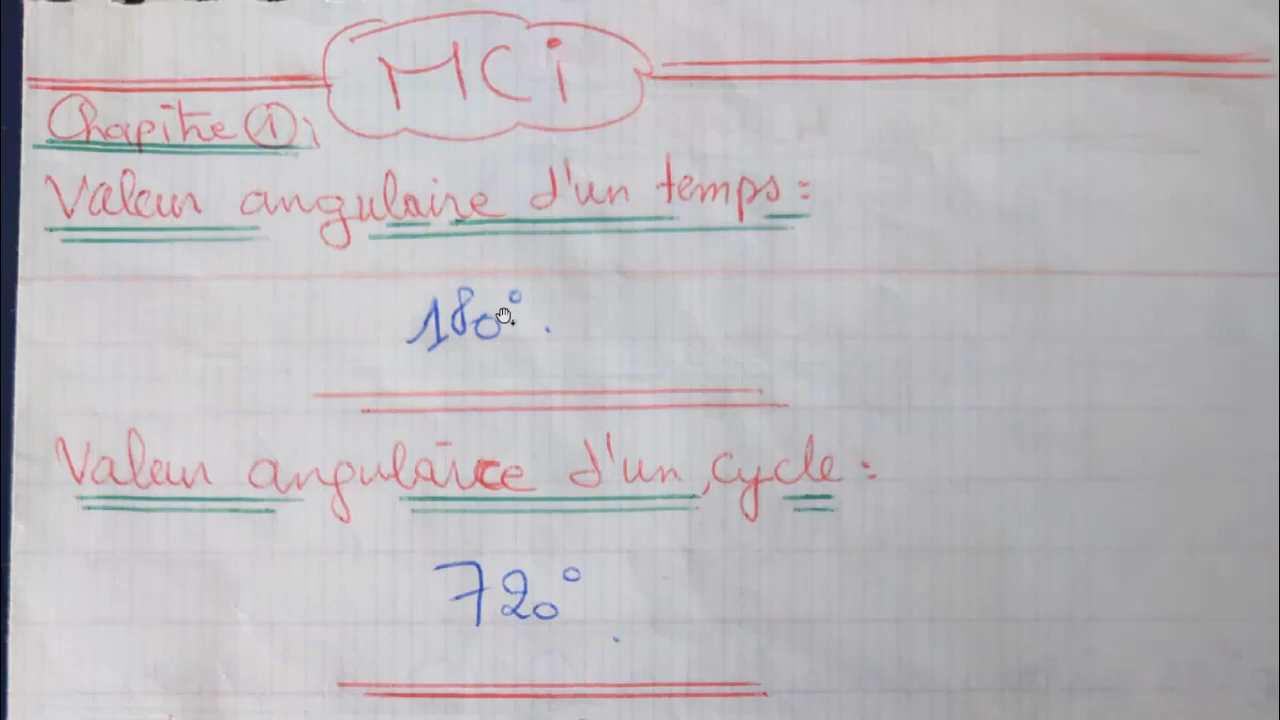 MCi
Chapitre ① :
Valeur angulaire d'un temps :
180° .
Valeur angulaire d'un cycle :
720° .